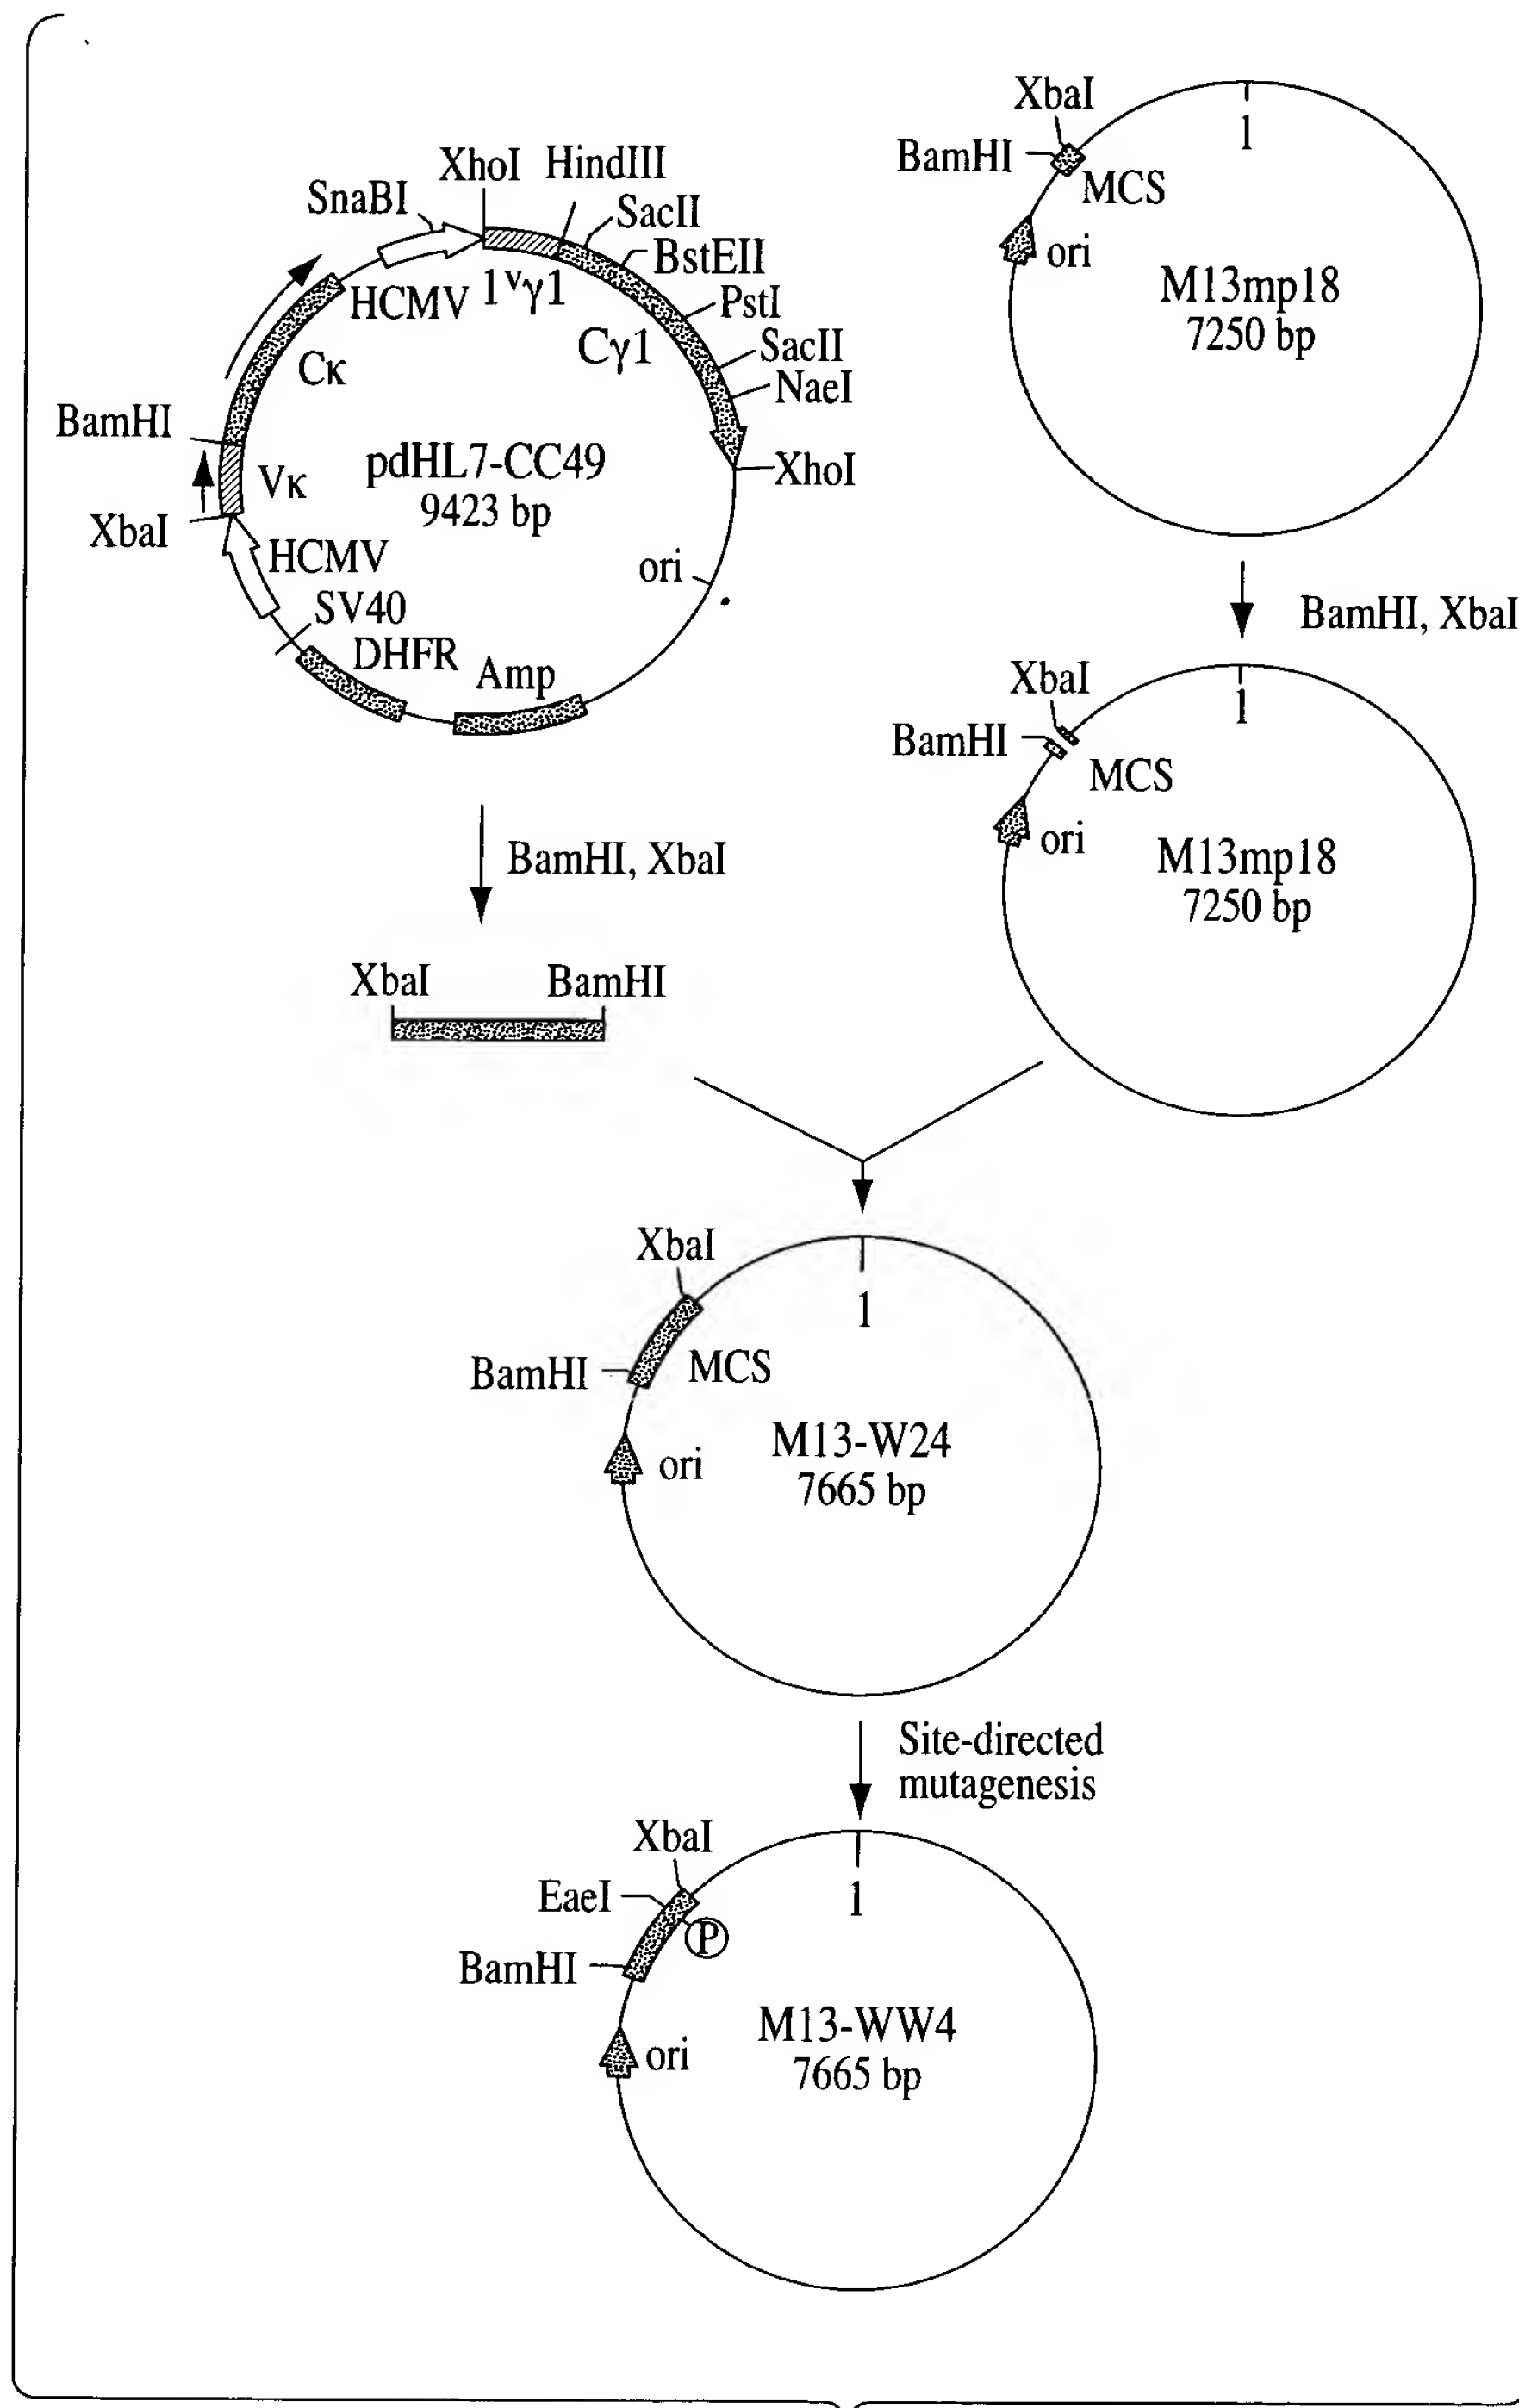 XhoI HindIII
SnaBI
SacII
BstEII
PstI
SacII
NaeI
XhoI
HCMV
1vγ1
Cγ1
Cκ
BamHI
Vκ
XbaI
pdHL7-CC49
9423 bp
HCMV
SV40
DHFR
Amp
ori
XbaI
BamHI
MCS
1
ori
M13mp18
7250 bp
BamHI, XbaI
XbaI
BamHI
MCS
1
ori
M13mp18
7250 bp
BamHI, XbaI
XbaI BamHI
XbaI
1
BamHI
MCS
M13-W24
7665 bp
ori
Site-directed
mutagenesis
XbaI
EaeI
1
P
BamHI
M13-WW4
7665 bp
ori